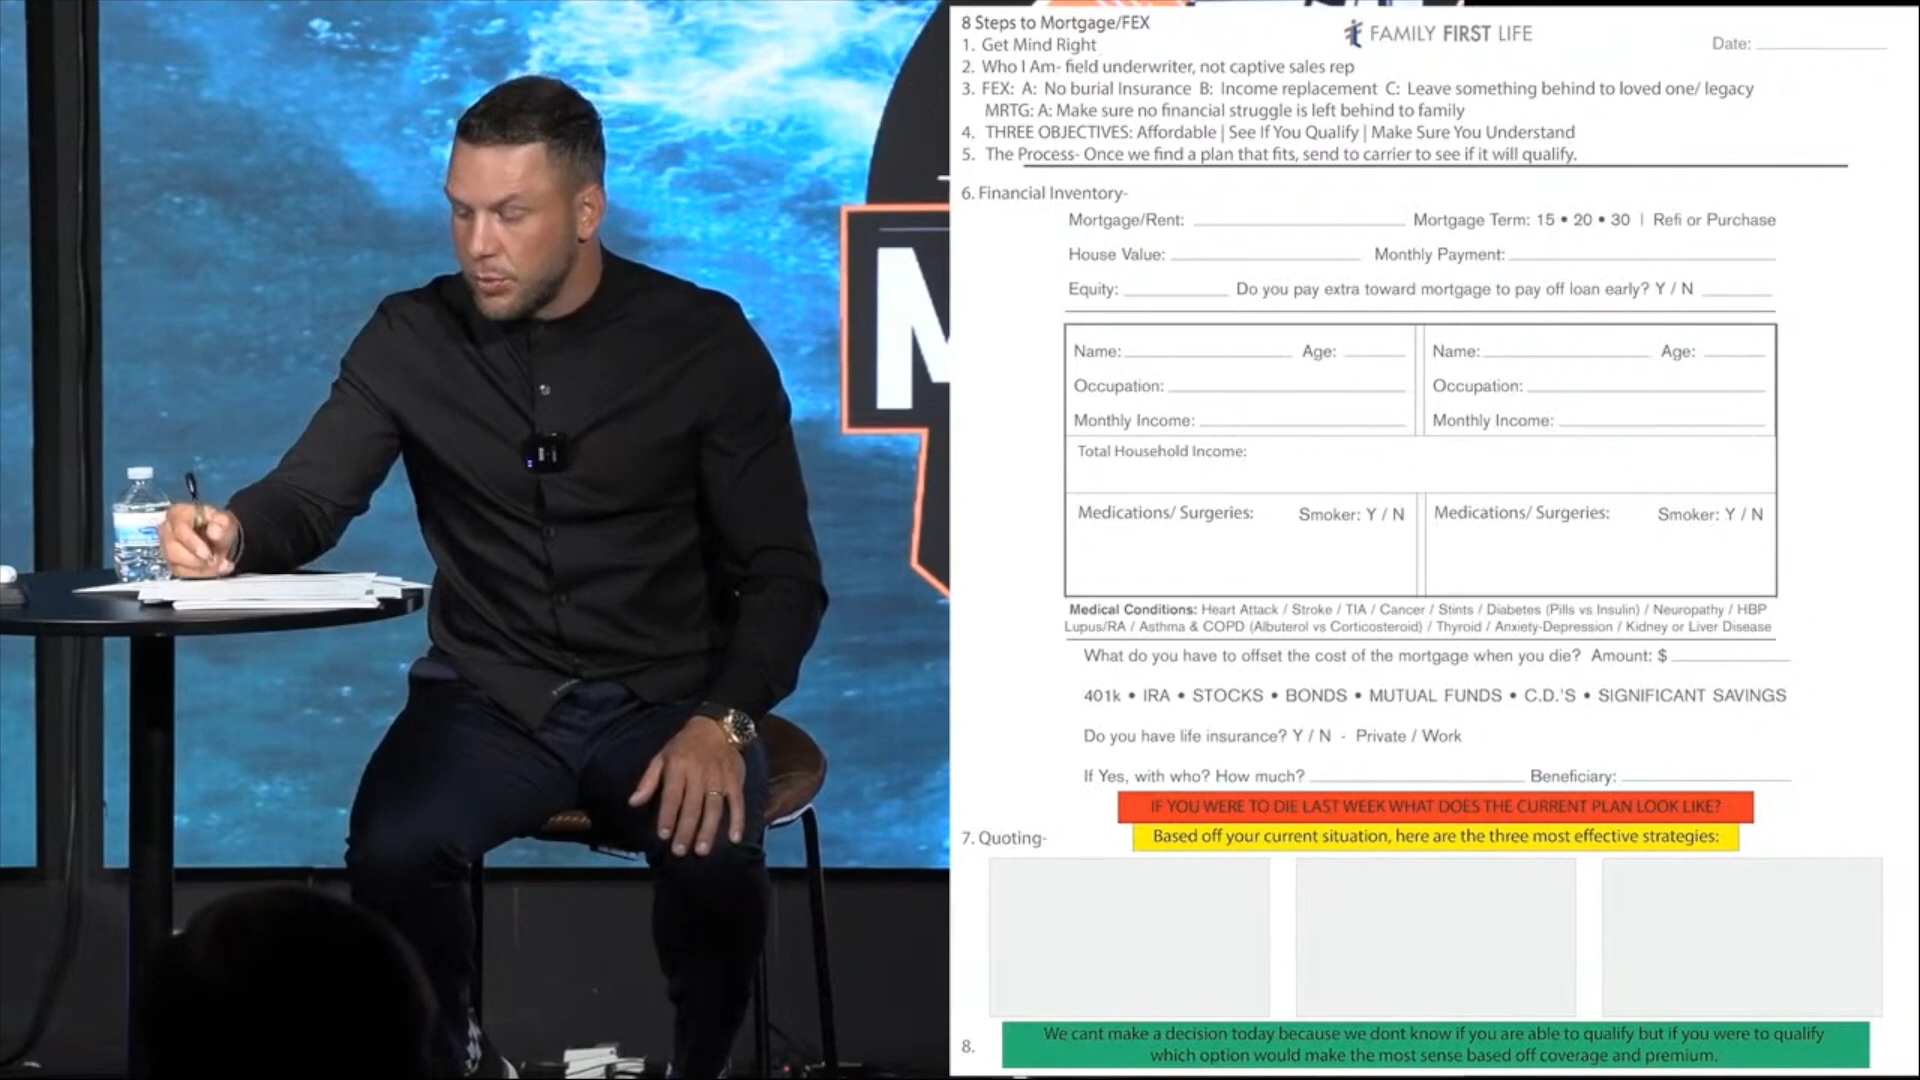 8 Steps to Mortgage/FEX
FAMILY FIRST LIFE
Date:
1. Get Mind Right
2. Who I Am- field underwriter, not captive sales rep
3. FEX: A: No burial Insurance B: Income replacement C: Leave something behind to loved one/ legacy
MRTG: A: Make sure no financial struggle is left behind to family
4. THREE OBJECTIVES: Affordable | See If You Qualify | Make Sure You Understand
5. The Process- Once we find a plan that fits, send to carrier to see if it will qualify.
6. Financial Inventory-
Mortgage/Rent: Mortgage Term: 15 • 20 • 30 | Refi or Purchase
House Value: Monthly Payment:
Equity: Do you pay extra toward mortgage to pay off loan early? Y / N
Name: Age: Name: Age:
Occupation: Occupation:
Monthly Income: Monthly Income:
Total Household Income:
Medications/ Surgeries: Smoker: Y / N Medications/ Surgeries: Smoker: Y / N
Medical Conditions: Heart Attack / Stroke / TIA / Cancer / Stints / Diabetes (Pills vs Insulin) / Neuropathy / HBP
Lupus/RA / Asthma & COPD (Albuterol vs Corticosteroid) / Thyroid / Anxiety-Depression / Kidney or Liver Disease
What do you have to offset the cost of the mortgage when you die? Amount: $
401k • IRA • STOCKS • BONDS • MUTUAL FUNDS • C.D.'S • SIGNIFICANT SAVINGS
Do you have life insurance? Y / N - Private / Work
If Yes, with who? How much? Beneficiary:
IF YOU WERE TO DIE LAST WEEK WHAT DOES THE CURRENT PLAN LOOK LIKE?
7. Quoting-
Based off your current situation, here are the three most effective strategies:
8.
We cant make a decision today because we dont know if you are able to qualify but if you were to qualify
which option would make the most sense based off coverage and premium.